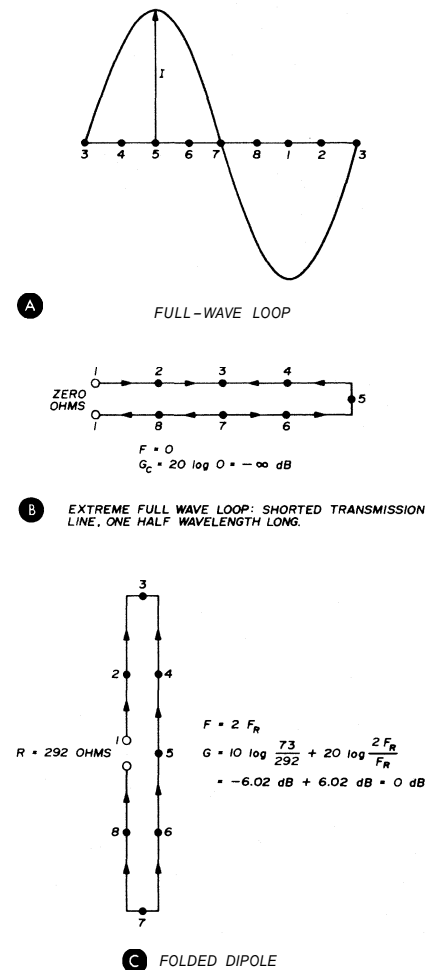 I
3 4 5 6 7 8 1 2 3
A
FULL-WAVE LOOP
1 2 3 4
ZERO
OHMS
5
1 8 7 6
F = 0
G_C = 20 log 0 = -∞ dB
B
EXTREME FULL WAVE LOOP: SHORTED TRANSMISSION
LINE, ONE HALF WAVELENGTH LONG.
3
2 4
F = 2 F_R
1
R = 292 OHMS
5
G = 10 log 73/292 + 20 log 2 F_R/F_R
= -6.02 dB + 6.02 dB = 0 dB
8 6
7
C FOLDED DIPOLE